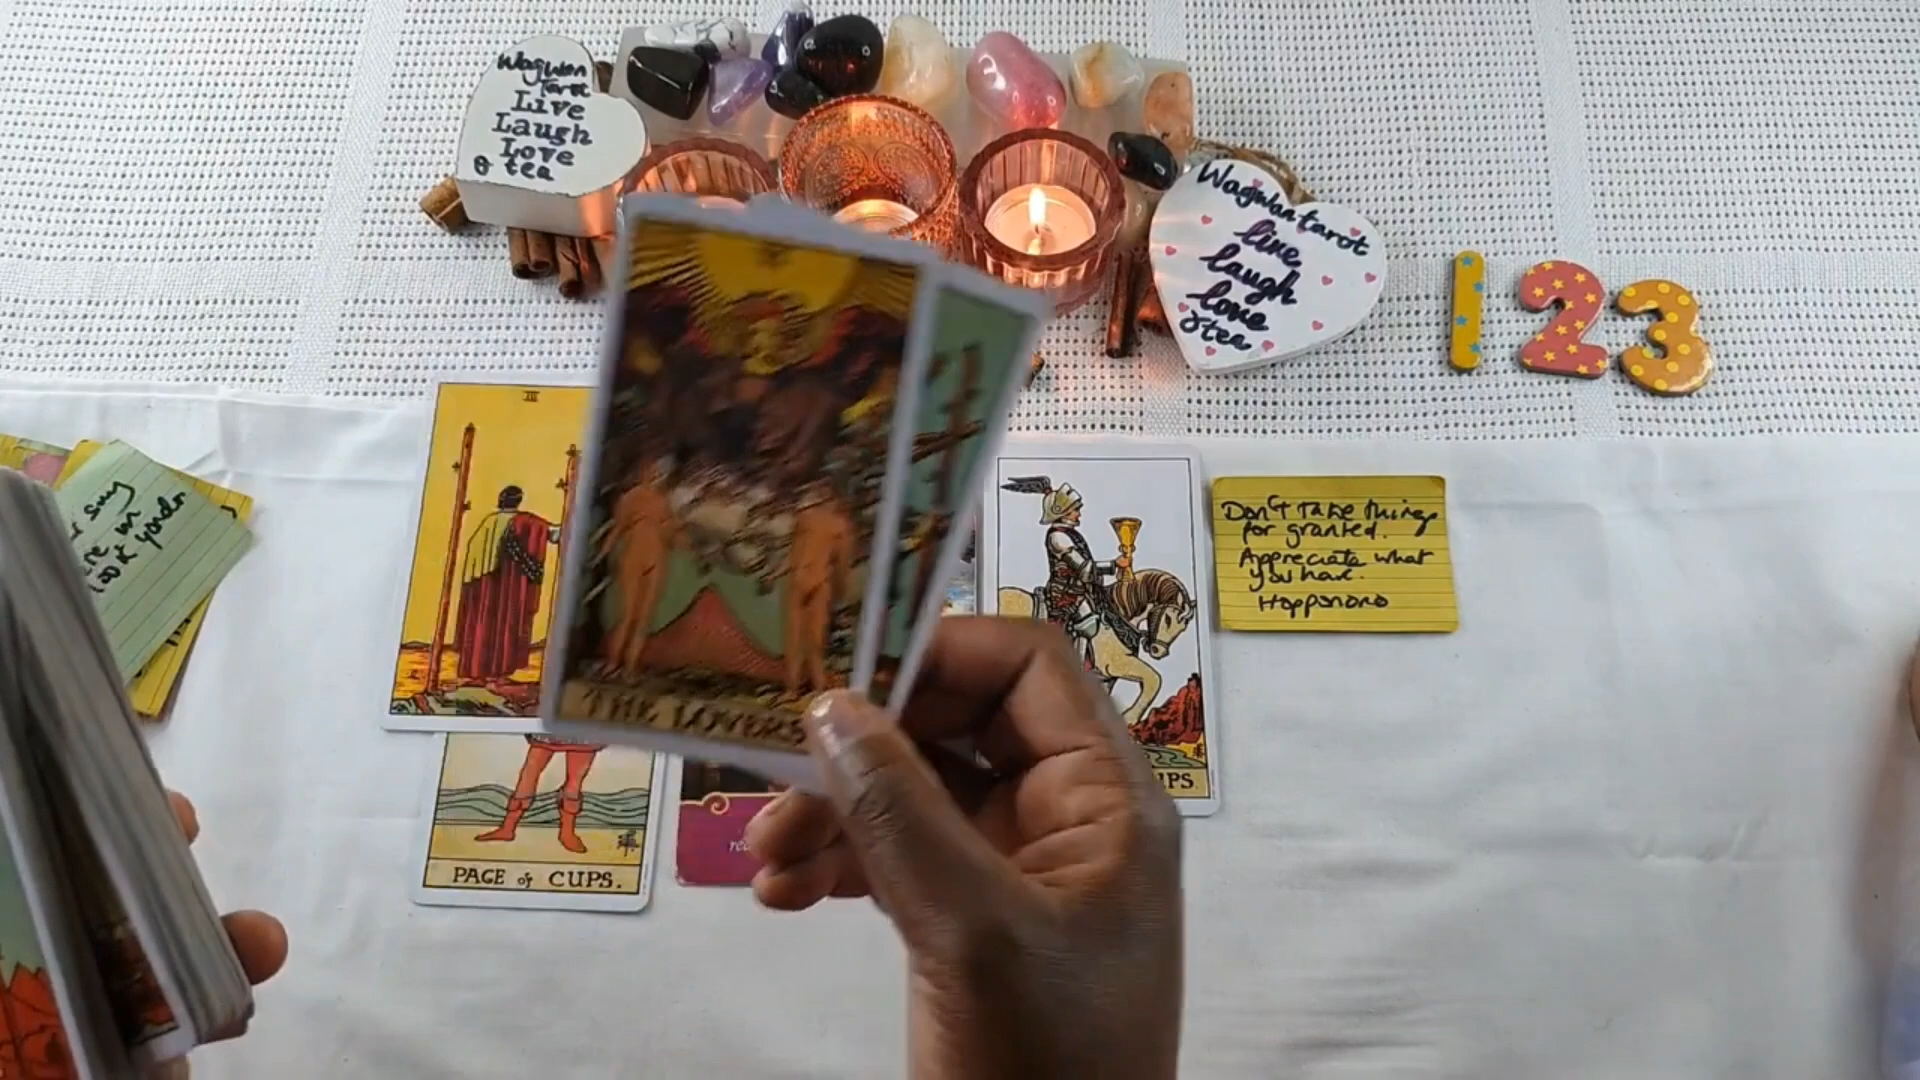 Wagwan
Tarot
Live
Laugh
Love
& tea
Wagwan tarot
live
laugh
love
& tea
1 2 3
III
THE LOVERS
Don't take things
for granted.
Appreciate what
you have.
PAGE of CUPS.